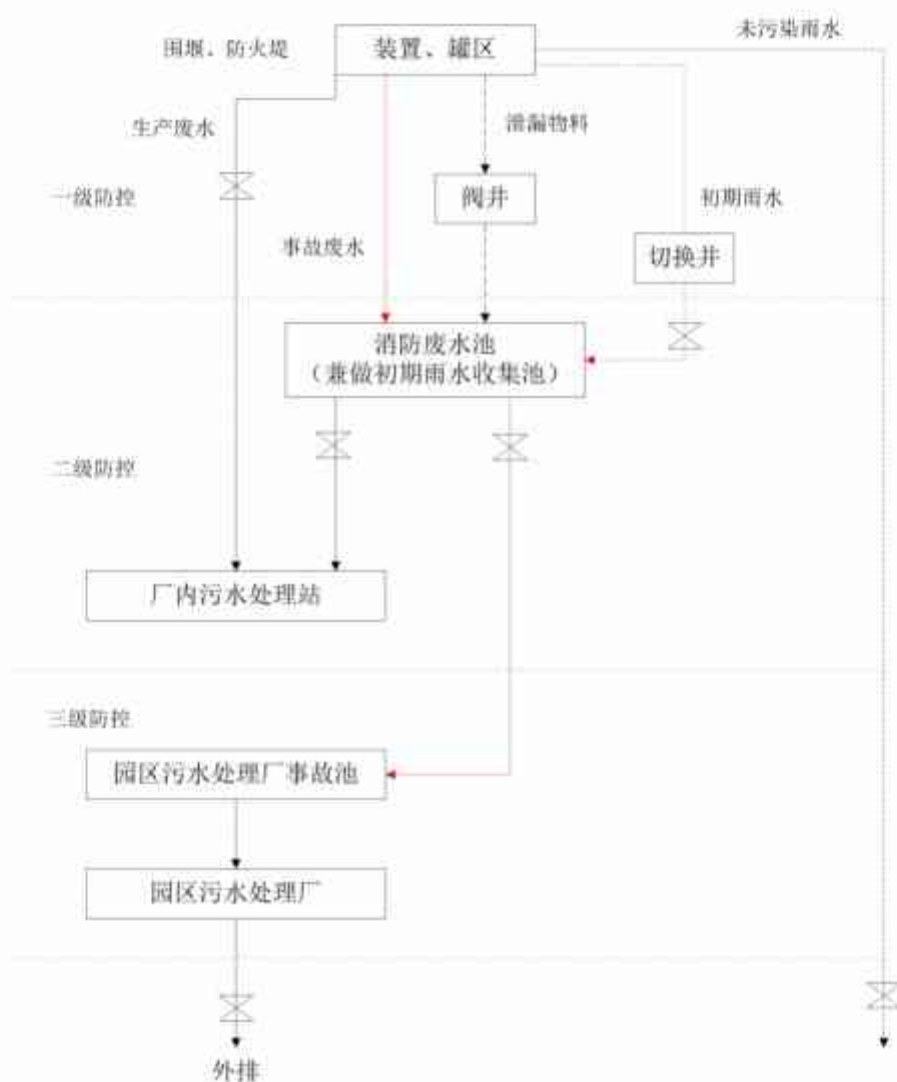 未污染雨水
围堰、防火堤
装置、罐区
生产废水
泄漏物料
一级防控
阀井
初期雨水
事故废水
切换井
消防废水池
（兼做初期雨水收集池）
二级防控
厂内污水处理站
三级防控
园区污水处理厂事故池
园区污水处理厂
外排